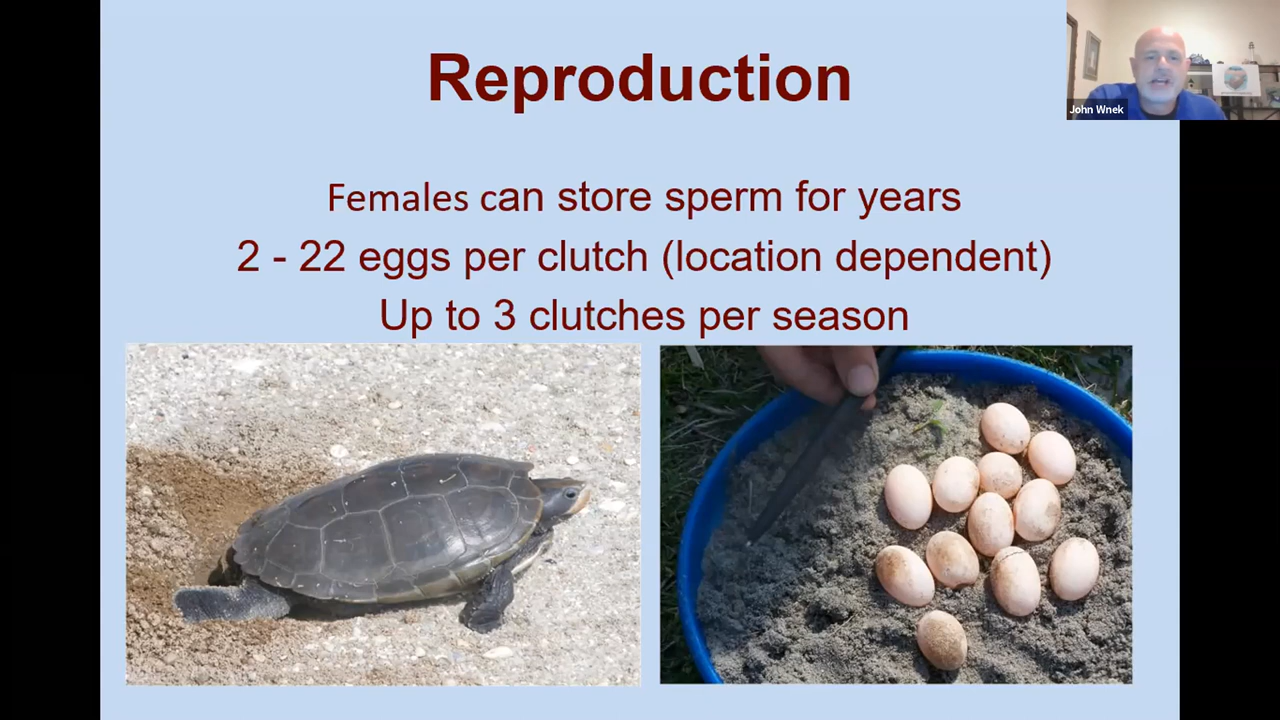 Reproduction
John Wnek
Females can store sperm for years
2 - 22 eggs per clutch (location dependent)
Up to 3 clutches per season